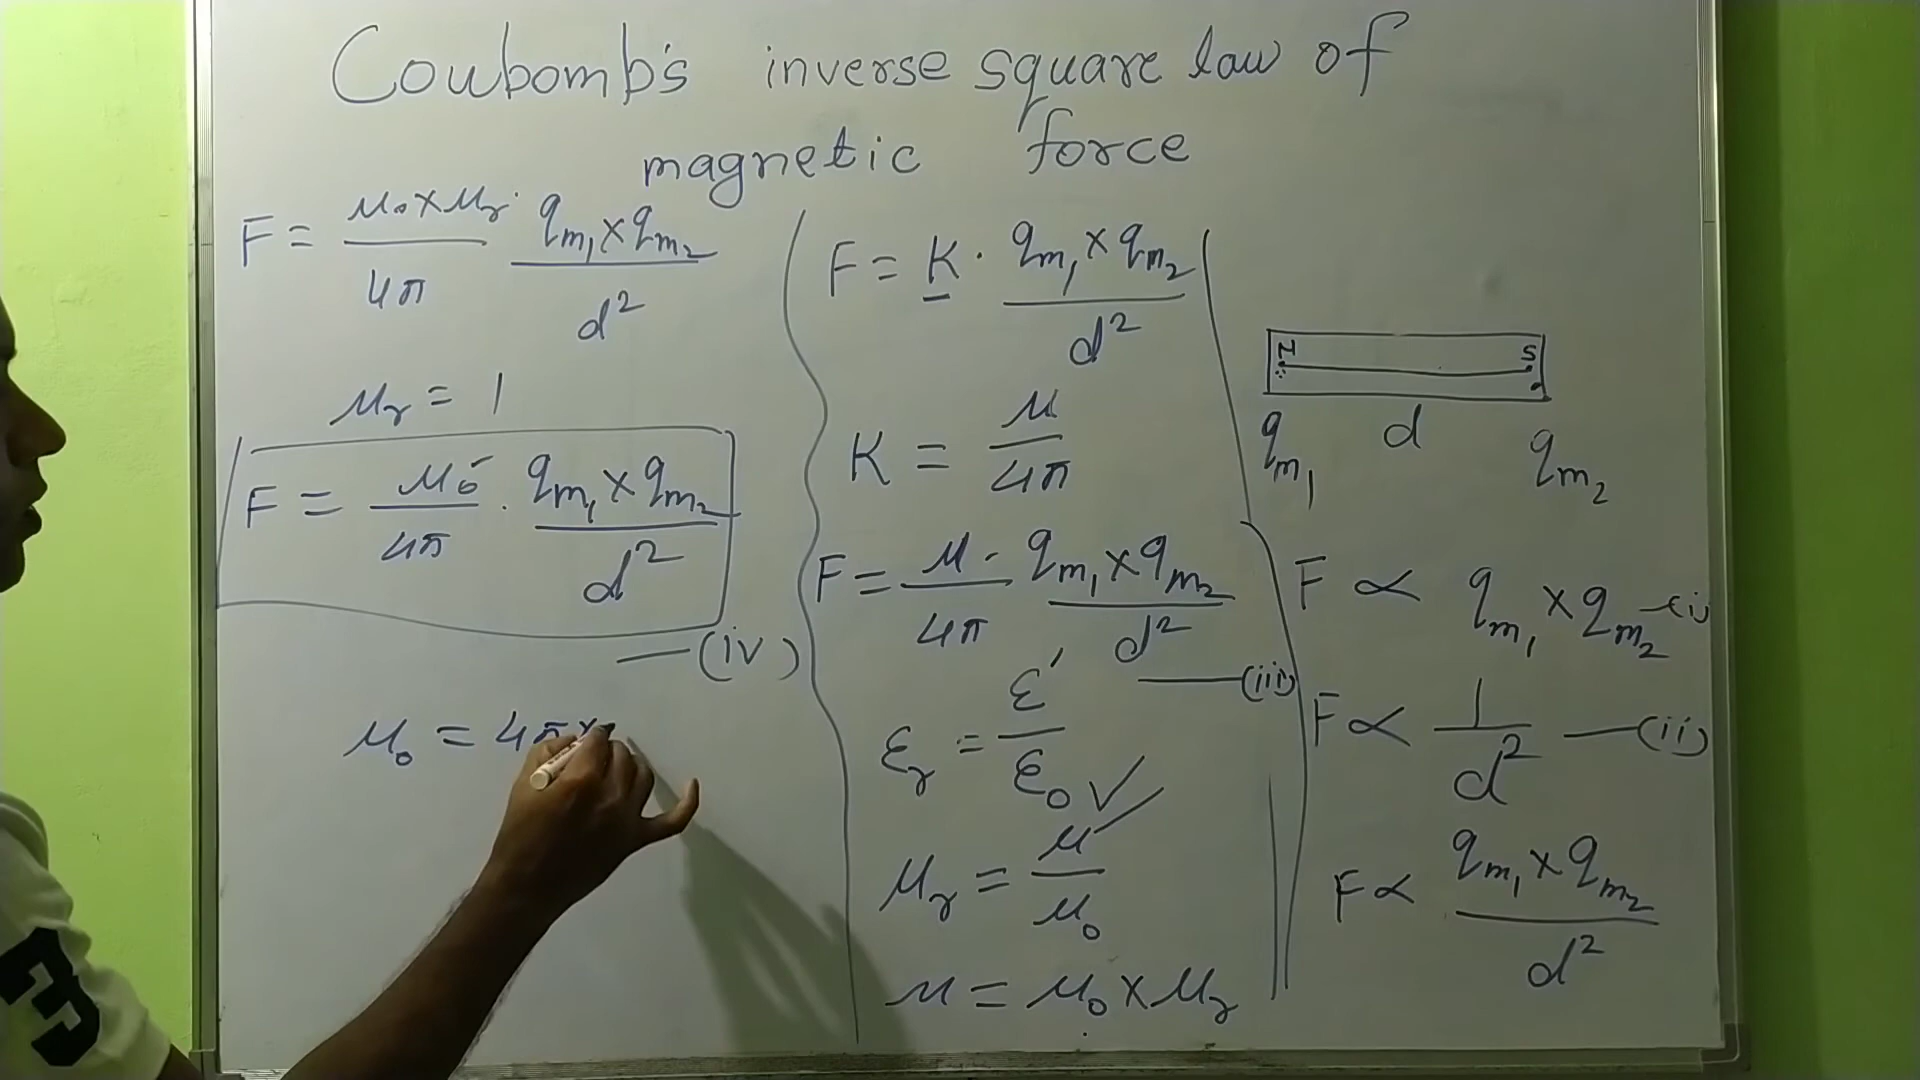 Coubomb's inverse square law of
magnetic force
F = μ₀×μᵣ/4π · qm₁×qm₂/d²
μᵣ = 1
F = μ₀/4π · qm₁×qm₂/d²
—(iv)
μ₀ = 4π×
F = K · qm₁×qm₂/d²
K = μ/4π
F = μ/4π · qm₁×qm₂/d²
—(iii)
εᵣ = ε/ε₀ ✓
μᵣ = μ/μ₀
μ = μ₀×μᵣ
N S
qm₁ d qm₂
F ∝ qm₁×qm₂ —(i)
F ∝ 1/d² —(ii)
F ∝ qm₁×qm₂/d²